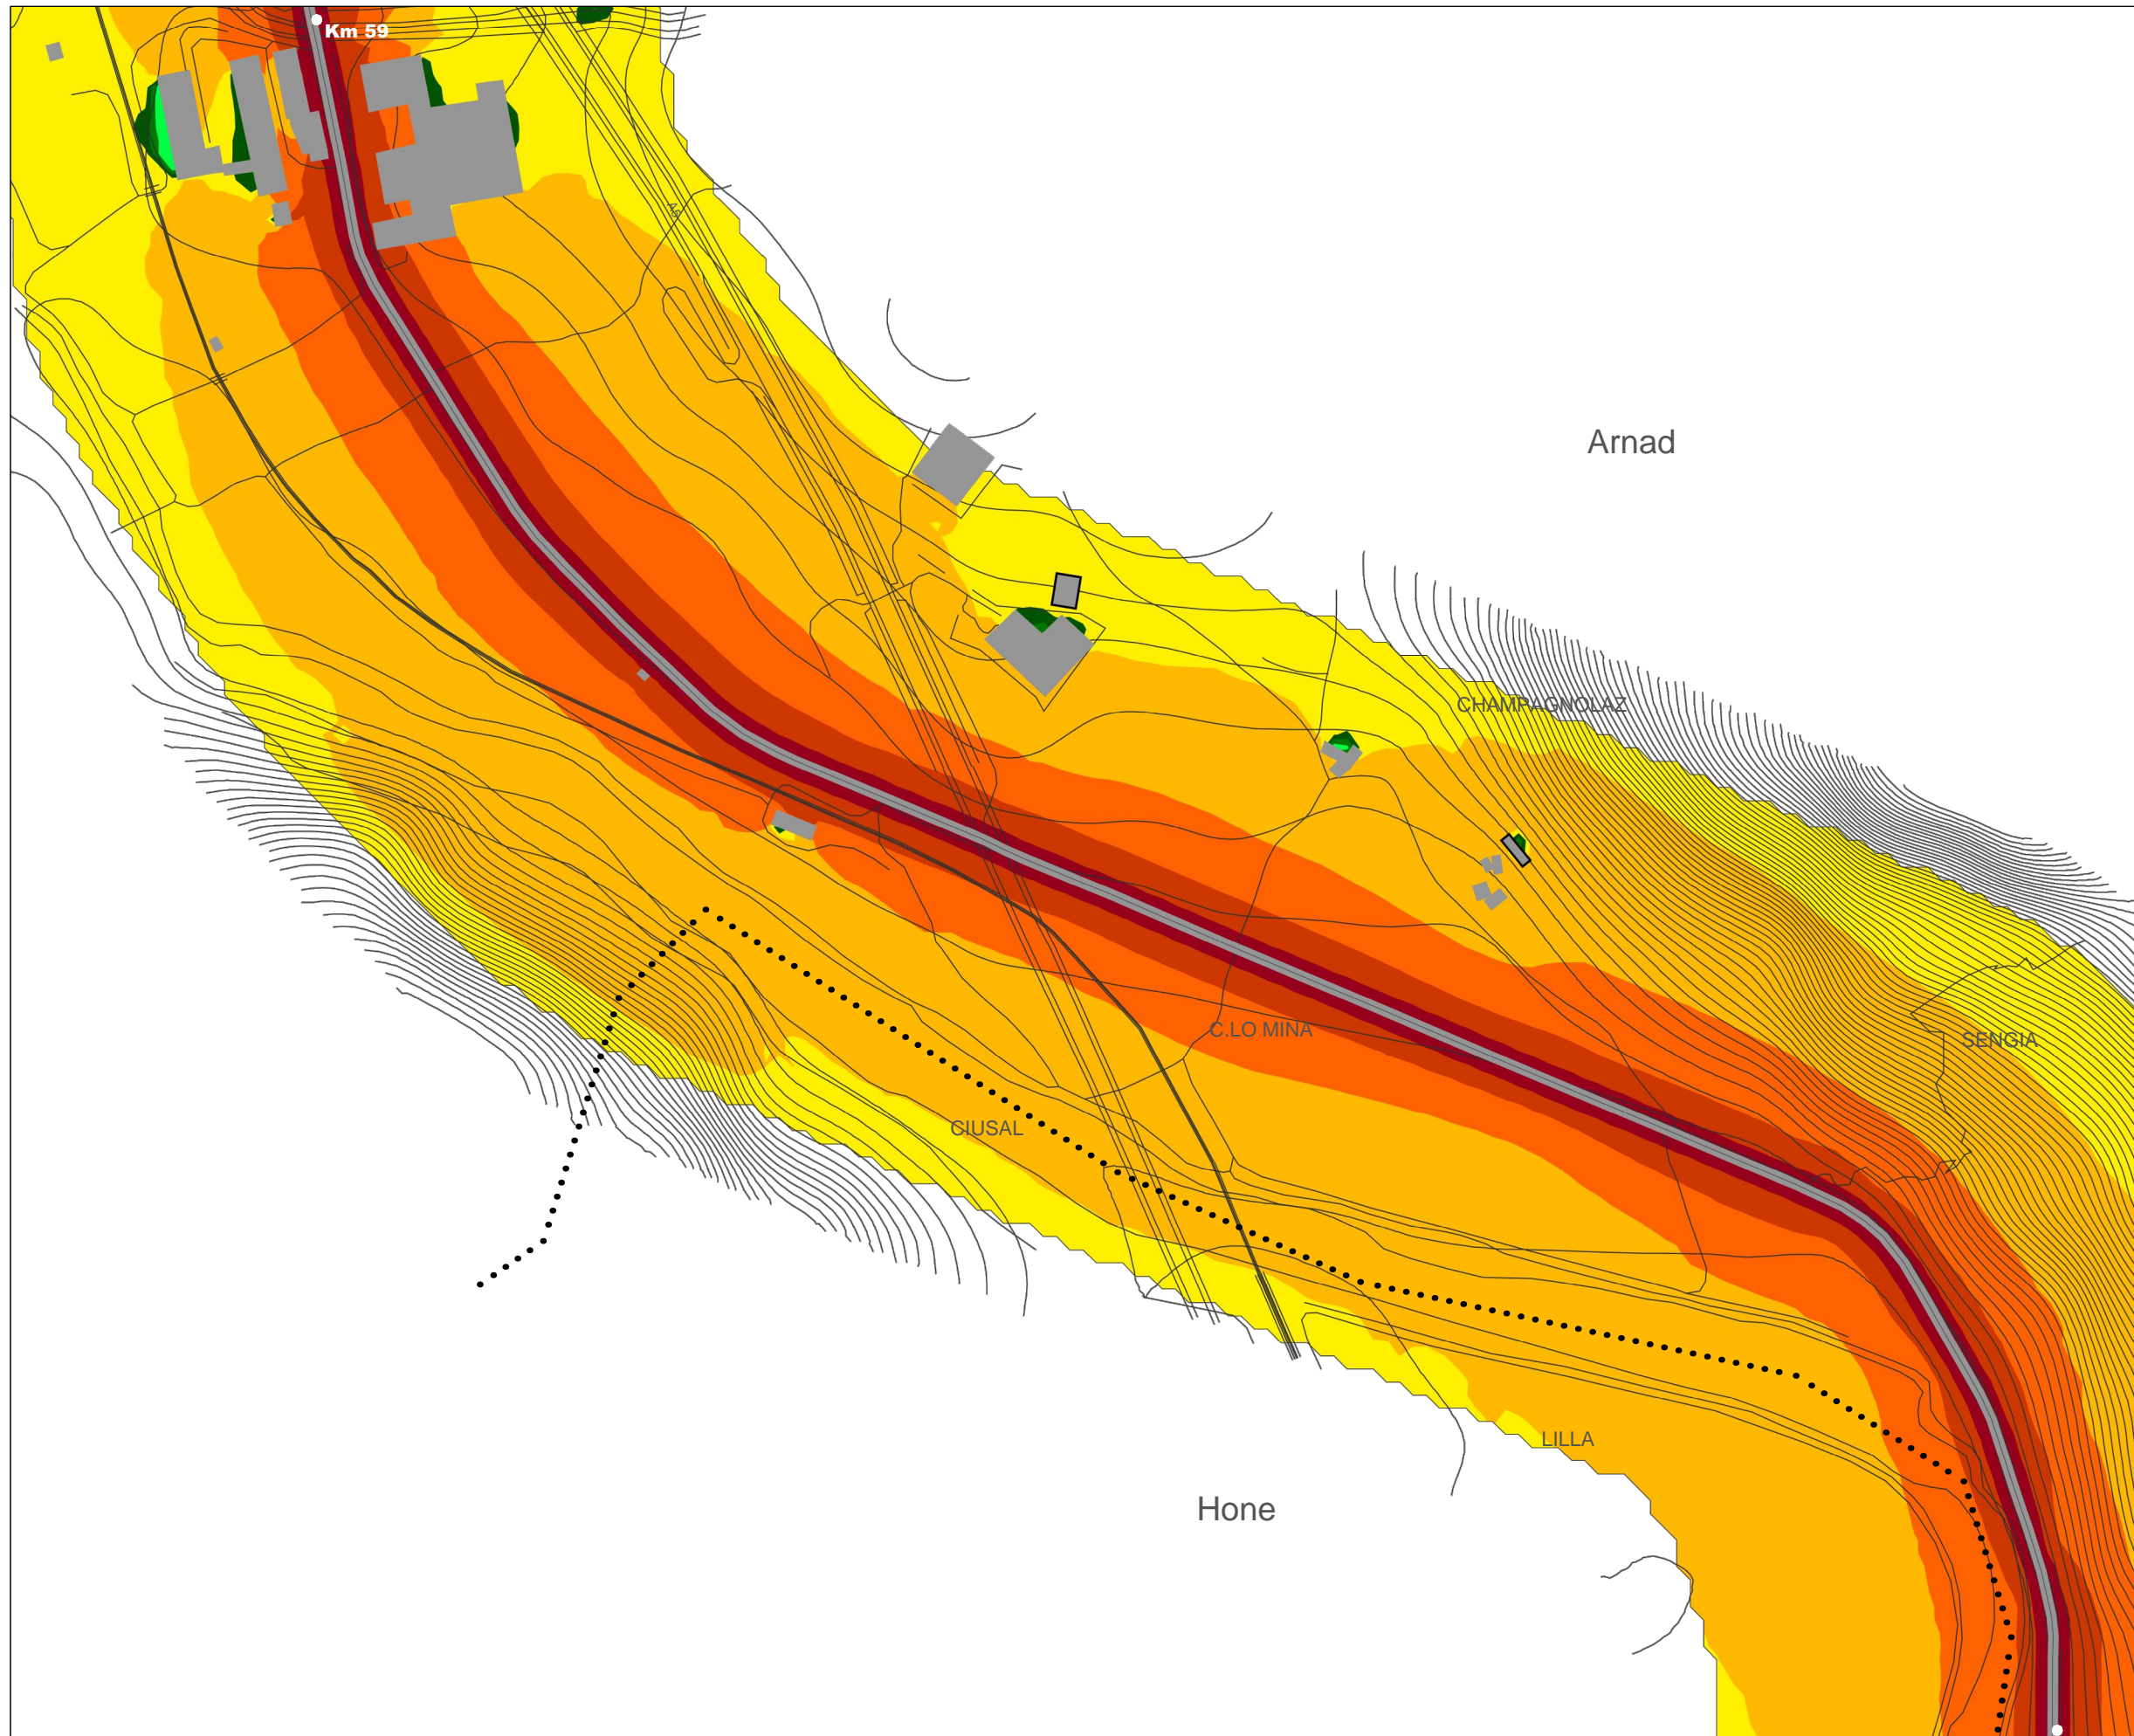 Km 59
Arnad
CHAMPAGNOLAZ
C.LO MINA
SENGIA
CIUSAL
LILLA
Hone